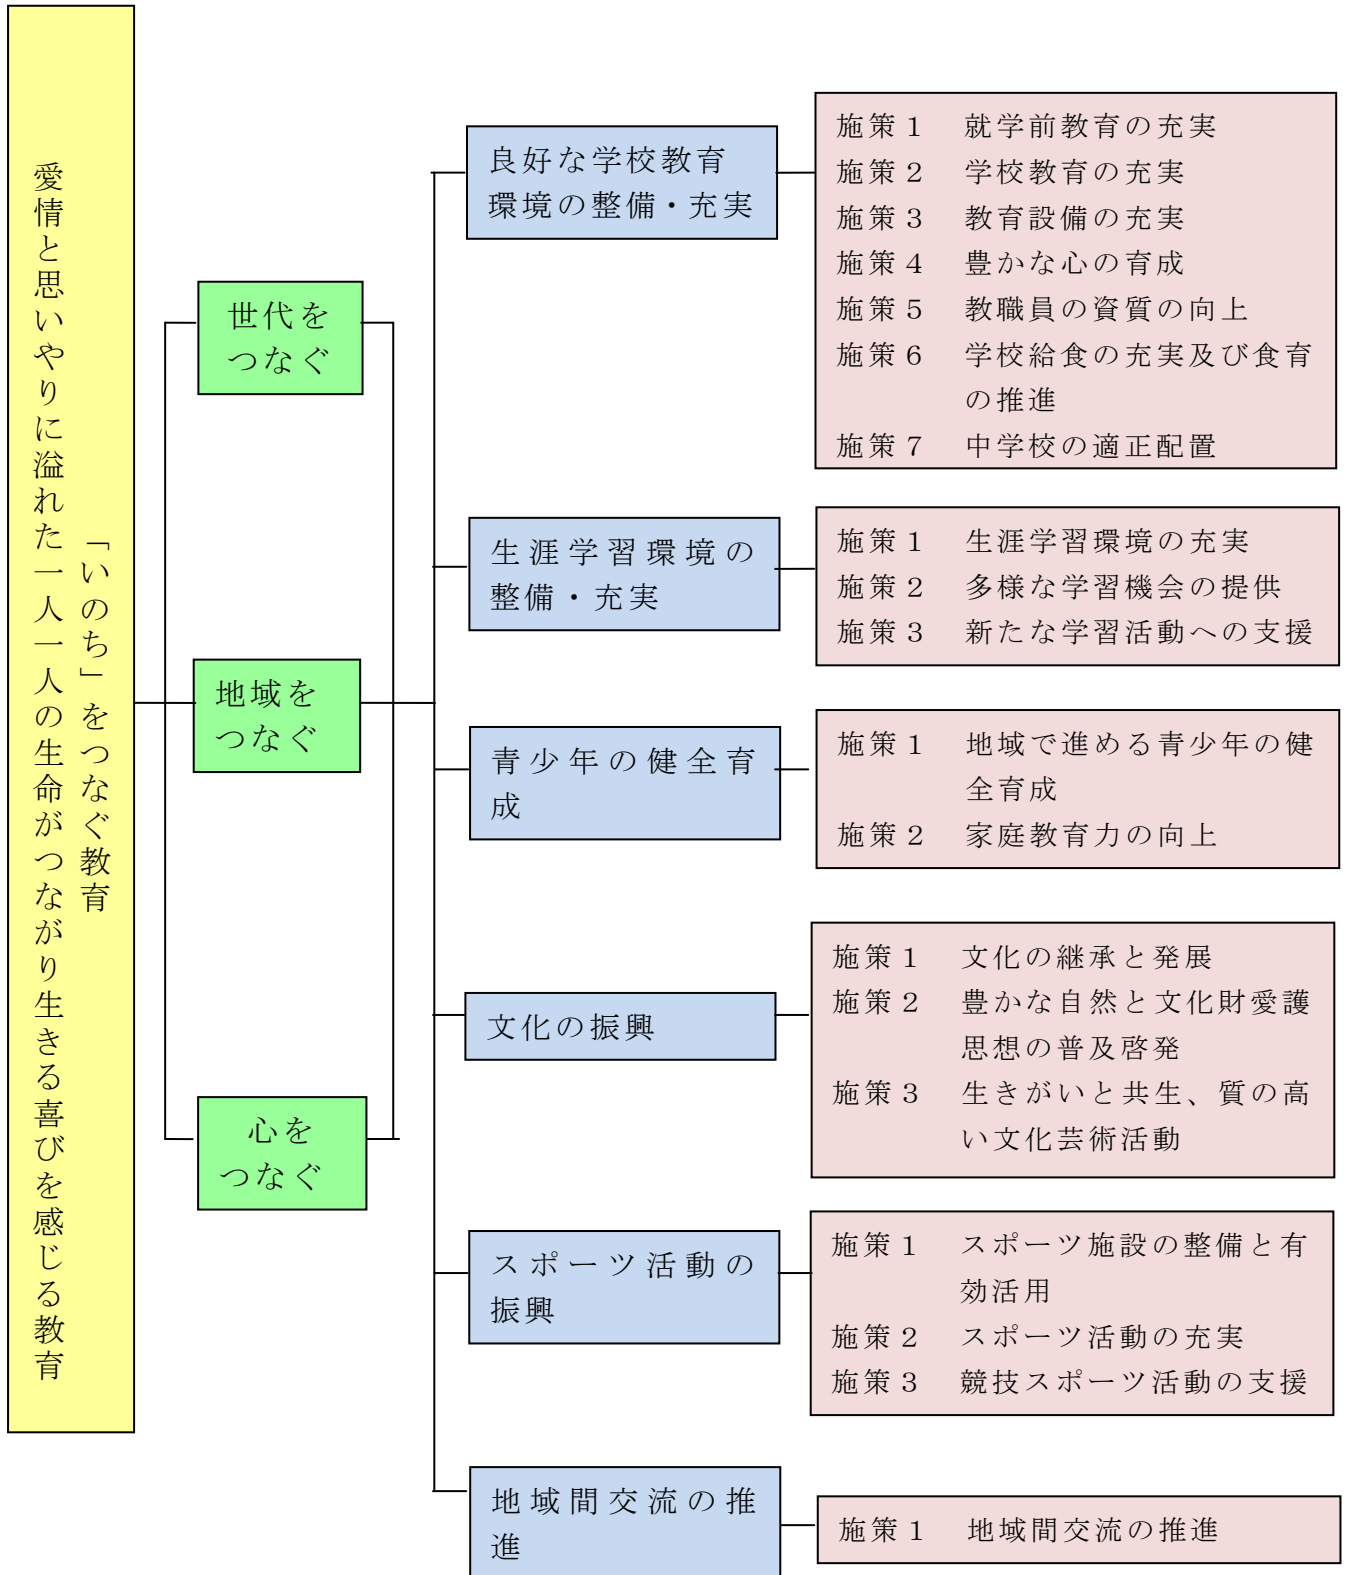 「いのち」をつなぐ教育
愛情と思いやりに溢れた一人一人の生命がつながり生きる喜びを感じる教育
世代を
つなぐ
地域を
つなぐ
心を
つなぐ
良好な学校教育
環境の整備・充実
施策１　就学前教育の充実
施策２　学校教育の充実
施策３　教育設備の充実
施策４　豊かな心の育成
施策５　教職員の資質の向上
施策６　学校給食の充実及び食育
の推進
施策７　中学校の適正配置
生涯学習環境の
整備・充実
施策１　生涯学習環境の充実
施策２　多様な学習機会の提供
施策３　新たな学習活動への支援
青少年の健全育
成
施策１　地域で進める青少年の健
全育成
施策２　家庭教育力の向上
文化の振興
施策１　文化の継承と発展
施策２　豊かな自然と文化財愛護
思想の普及啓発
施策３　生きがいと共生、質の高
い文化芸術活動
スポーツ活動の
振興
施策１　スポーツ施設の整備と有
効活用
施策２　スポーツ活動の充実
施策３　競技スポーツ活動の支援
地域間交流の推
進
施策１　地域間交流の推進